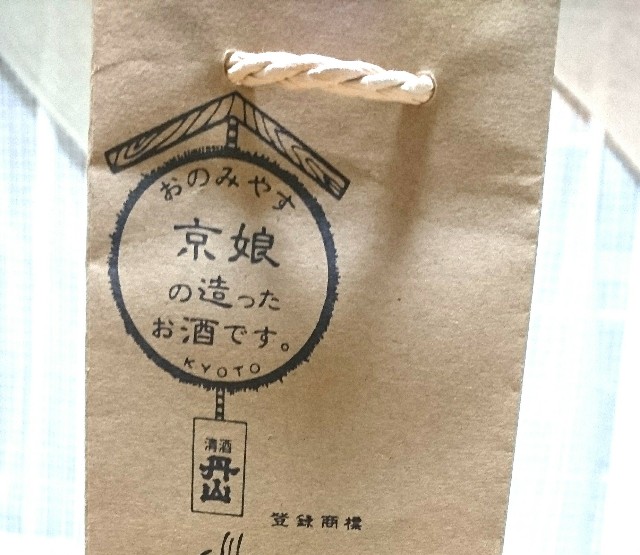 おのみやす
京娘
の造った
お酒です。
KYOTO
清酒
丹山
登録商標